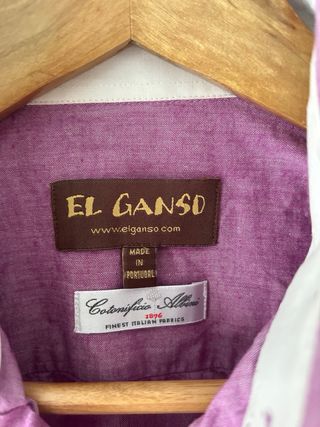 EL GANSO
www.elganso.com
MADE
IN
PORTUGAL
Cotonificio Albini
1876
FINEST ITALIAN FABRICS